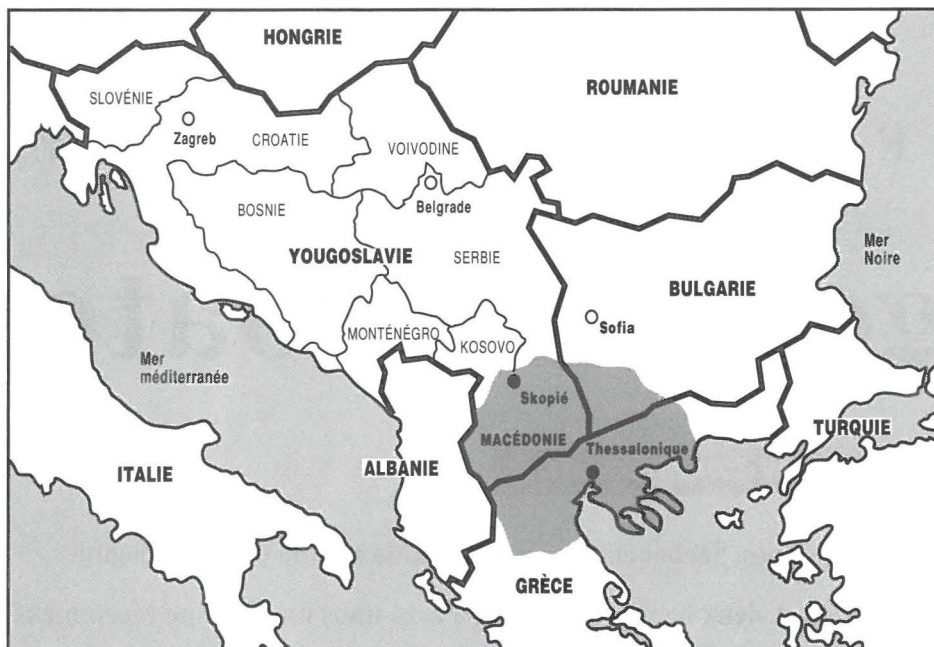 HONGRIE
ROUMANIE
SLOVÉNIE
Zagreb
CROATIE
VOIVODINE
Belgrade
BOSNIE
YOUGOSLAVIE
SERBIE
Mer
Noire
BULGARIE
Sofia
MONTÉNÉGRO
KOSOVO
Mer
méditerranée
Skopié
MACÉDOINE
Thessalonique
TURQUIE
ITALIE
ALBANIE
GRÈCE